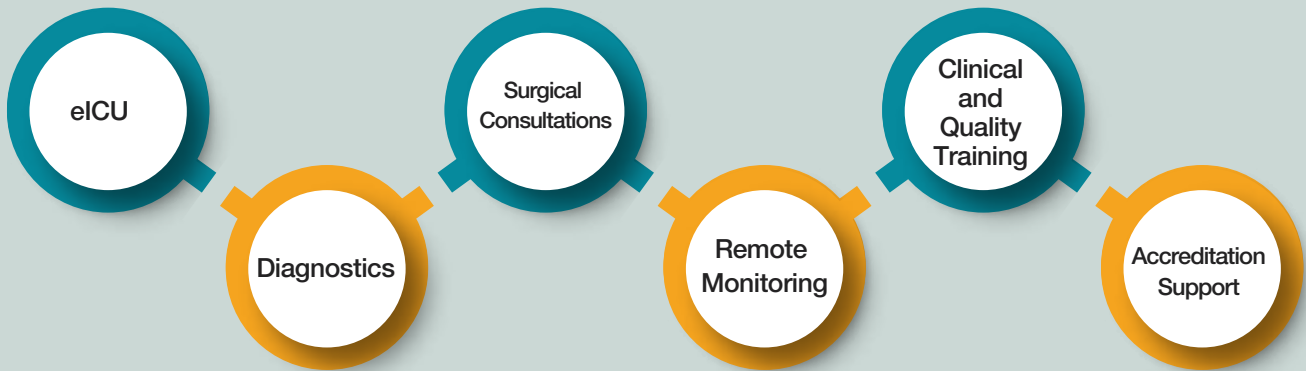 eICU
Diagnostics
Surgical
Consultations
Remote
Monitoring
Clinical
and
Quality
Training
Accreditation
Support